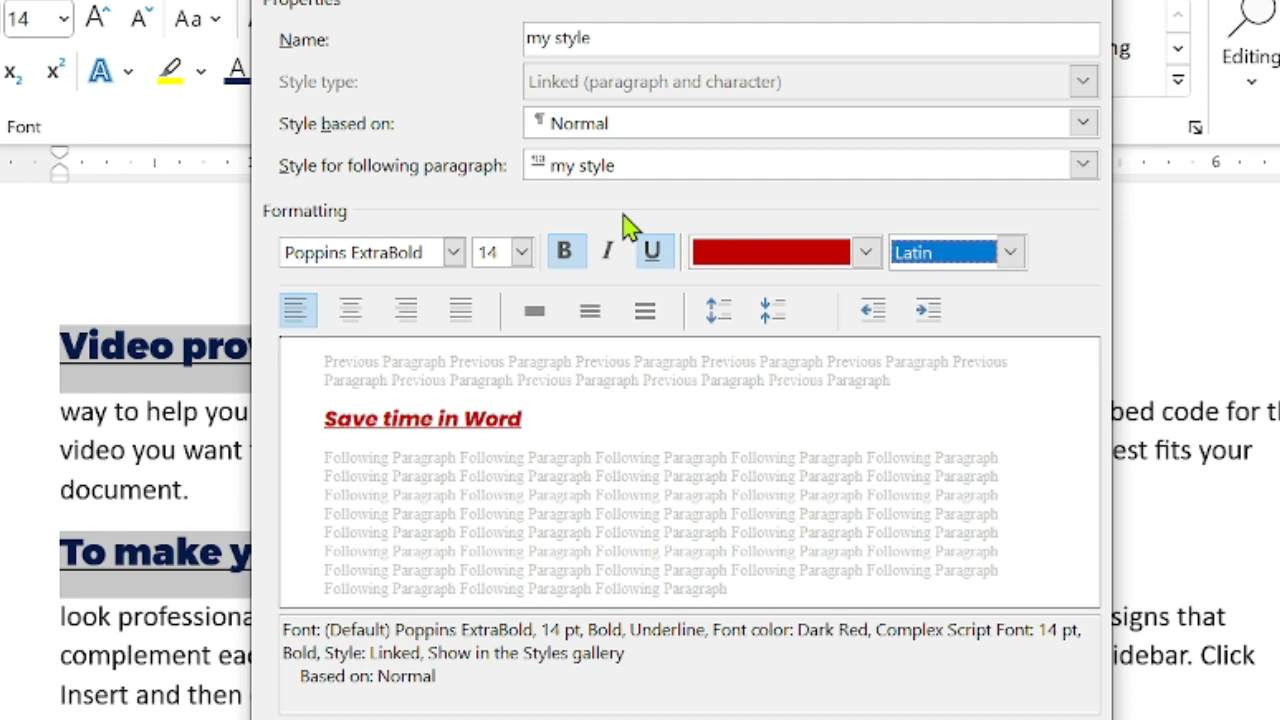 Properties
14
Aa
Name:
my style
Style type:
Linked (paragraph and character)
Style based on:
Normal
Style for following paragraph:
my style
Editing
Font
6
Formatting
Poppins ExtraBold
14
B
I
U
Latin
Previous Paragraph Previous Paragraph Previous Paragraph Previous Paragraph Previous Paragraph Previous
Paragraph Previous Paragraph Previous Paragraph Previous Paragraph Previous Paragraph
Save time in Word
Following Paragraph Following Paragraph Following Paragraph Following Paragraph Following Paragraph
Following Paragraph Following Paragraph Following Paragraph Following Paragraph Following Paragraph
Following Paragraph Following Paragraph Following Paragraph Following Paragraph Following Paragraph
Following Paragraph Following Paragraph Following Paragraph Following Paragraph Following Paragraph
Following Paragraph Following Paragraph Following Paragraph Following Paragraph Following Paragraph
Following Paragraph Following Paragraph Following Paragraph Following Paragraph Following Paragraph
Following Paragraph Following Paragraph Following Paragraph Following Paragraph Following Paragraph
Following Paragraph Following Paragraph Following Paragraph
Font: (Default) Poppins ExtraBold, 14 pt, Bold, Underline, Font color: Dark Red, Complex Script Font: 14 pt,
Bold, Style: Linked, Show in the Styles gallery
Based on: Normal
Video pro
way to help you
bed code for th
video you want
est fits your
document.
To make y
look professiona
signs that
complement ea
idebar. Click
Insert and then